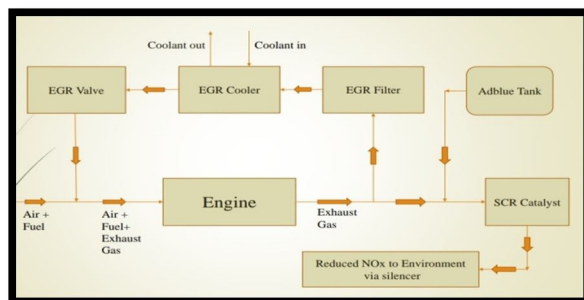 Coolant out
Coolant in
EGR Valve
EGR Cooler
EGR Filter
Adblue Tank
Engine
SCR Catalyst
Air +
Fuel
Air +
Fuel+
Exhaust
Gas
Exhaust
Gas
Reduced NOx to Environment
via silencer